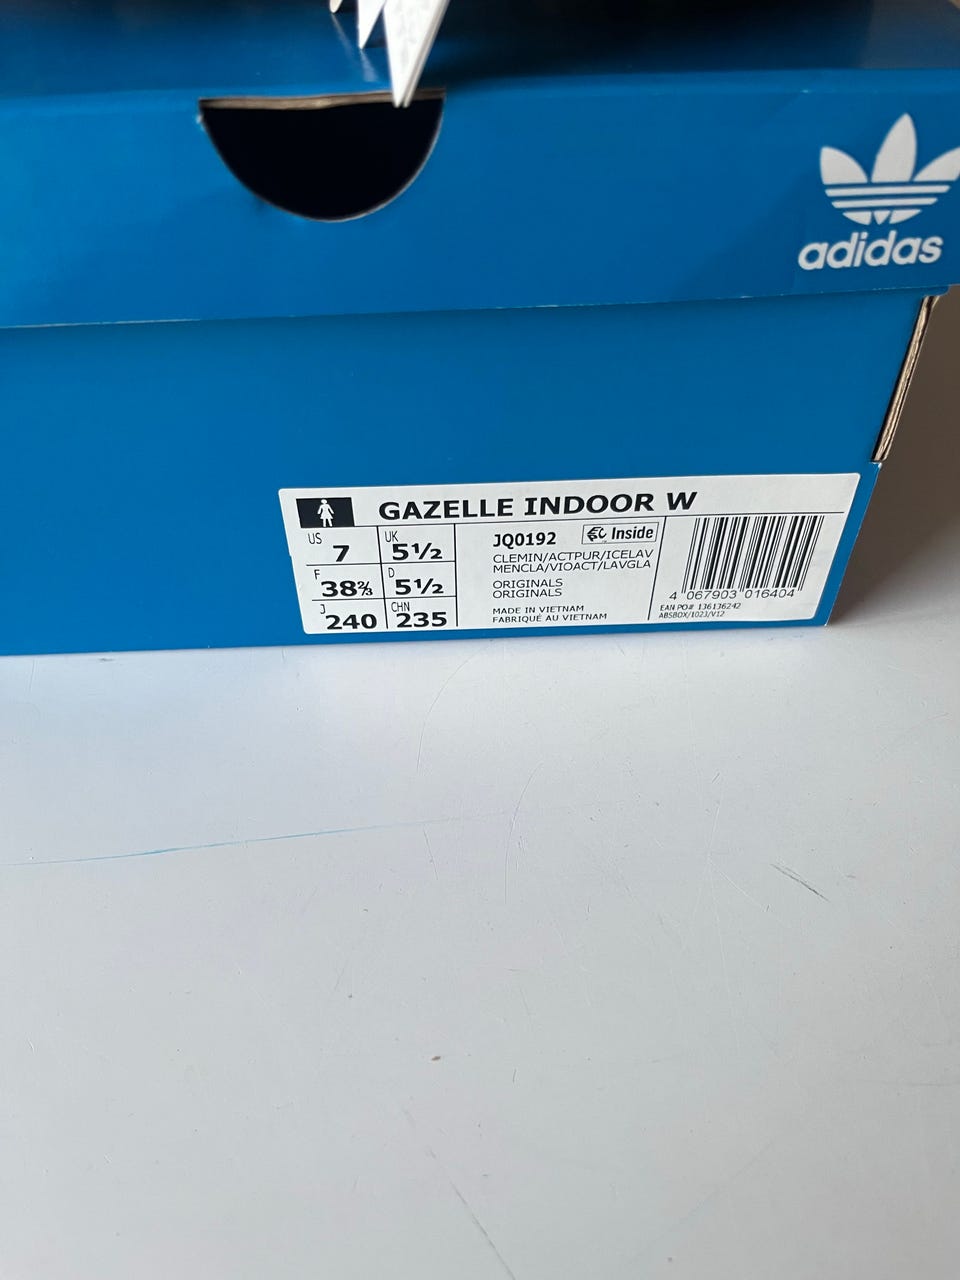 adidas
GAZELLE INDOOR W
US 7 UK 5½
F 38⅔ D 5½
J 240 CHN 235
JQ0192 Inside
CLEMIN/ACTPUR/ICELAV
MENCLA/VIOACT/LAVGLA
ORIGINALS
ORIGINALS
MADE IN VIETNAM
FABRIQUÉ AU VIETNAM
4 067903 016404
EAN PO# 136136242
ABSBOX/1023/V12